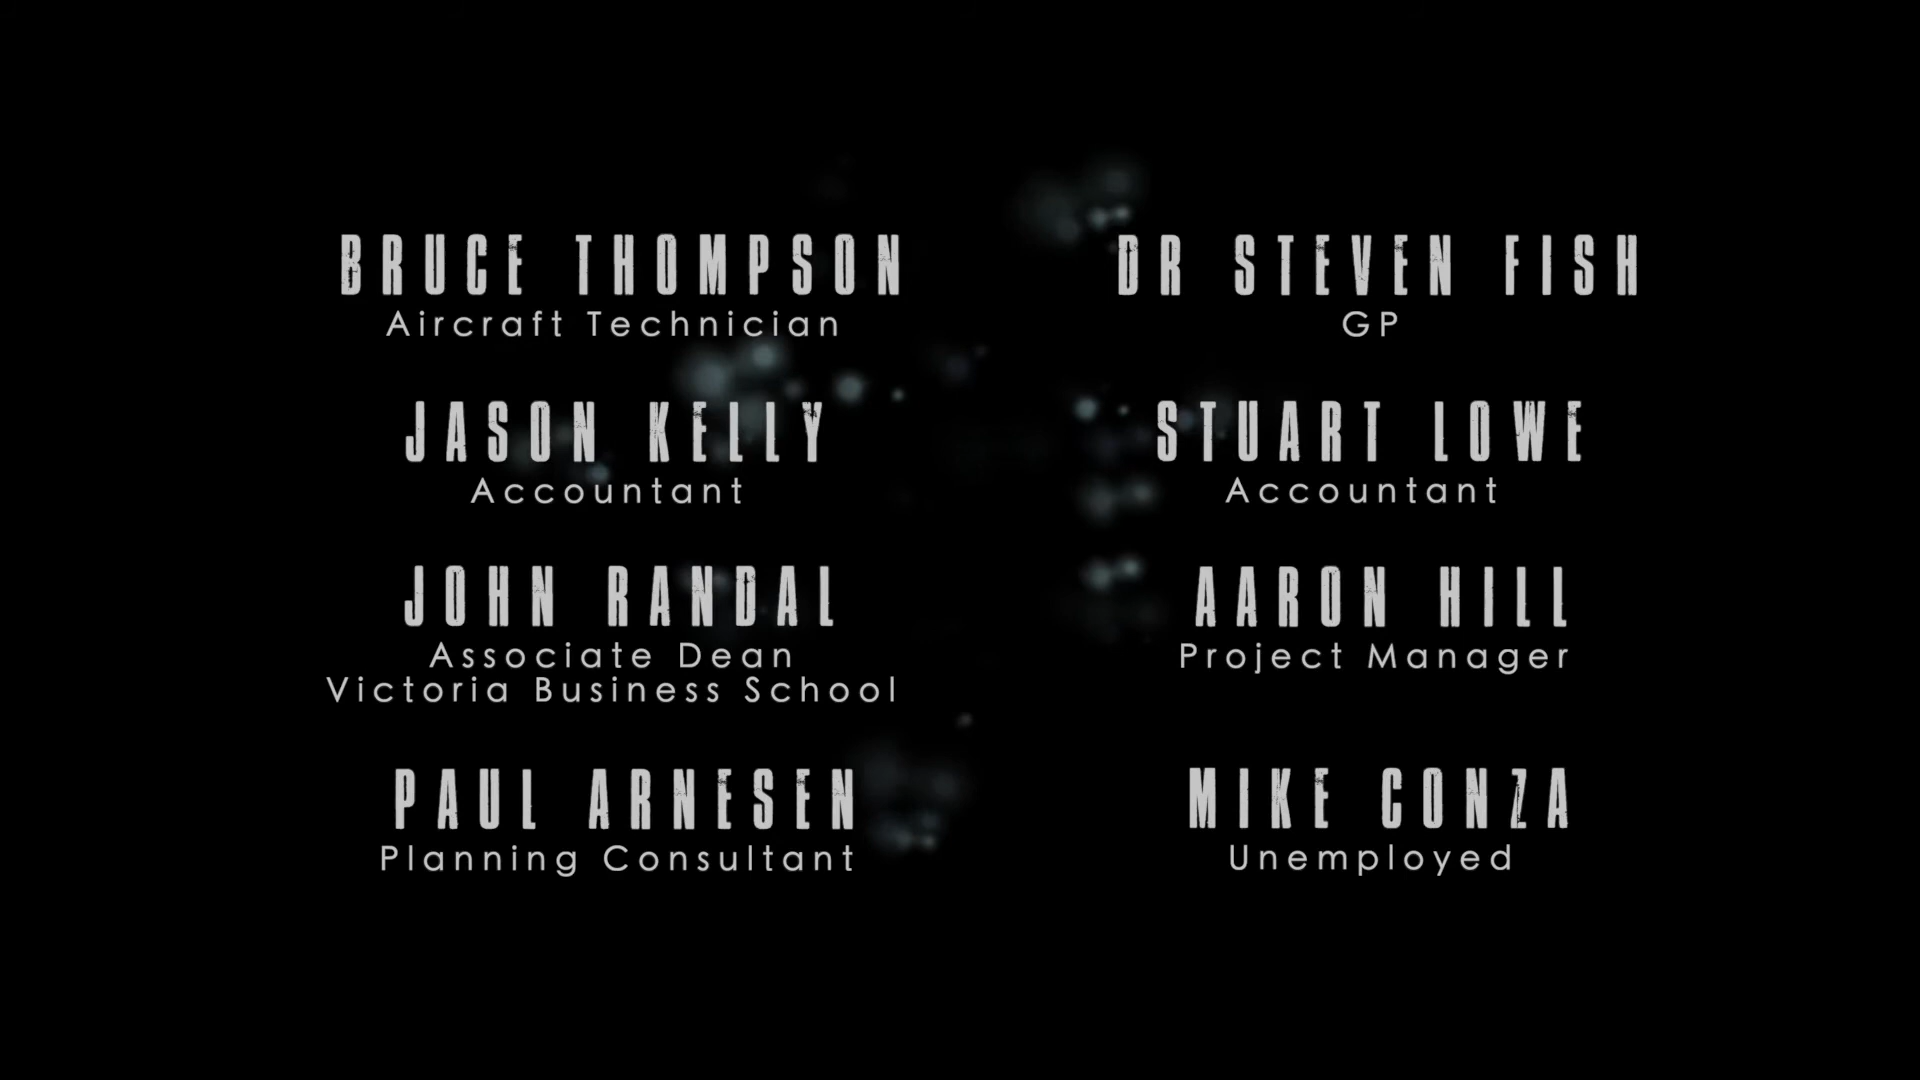 BRUCE THOMPSON
Aircraft Technician
DR STEVEN FISH
GP
JASON KELLY
Accountant
STUART LOWE
Accountant
JOHN RANDAL
Associate Dean
Victoria Business School
AARON HILL
Project Manager
PAUL ARNESEN
Planning Consultant
MIKE CONZA
Unemployed